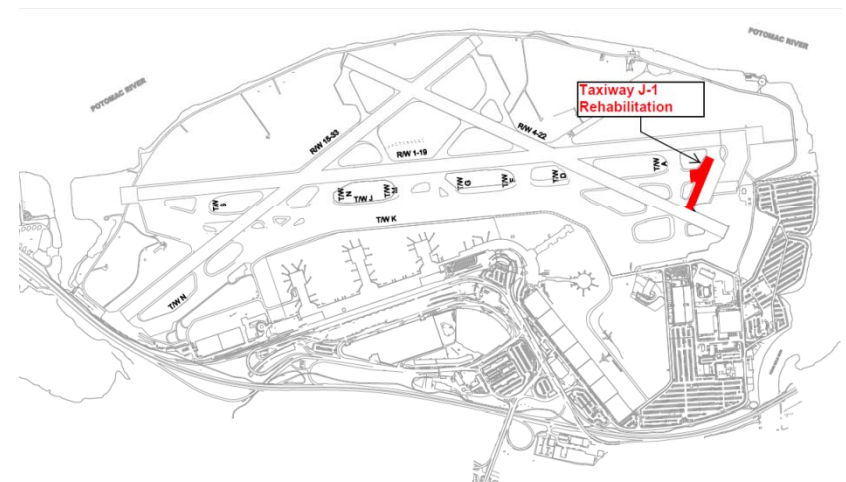 POTOMAC RIVER
POTOMAC RIVER
Taxiway J-1
Rehabilitation
R/W 15-33
R/W 4-22
R/W 1-19
T/W A
T/W D
T/W F
T/W G
T/W M
T/W J
T/W N
T/W J
T/W K
T/W N